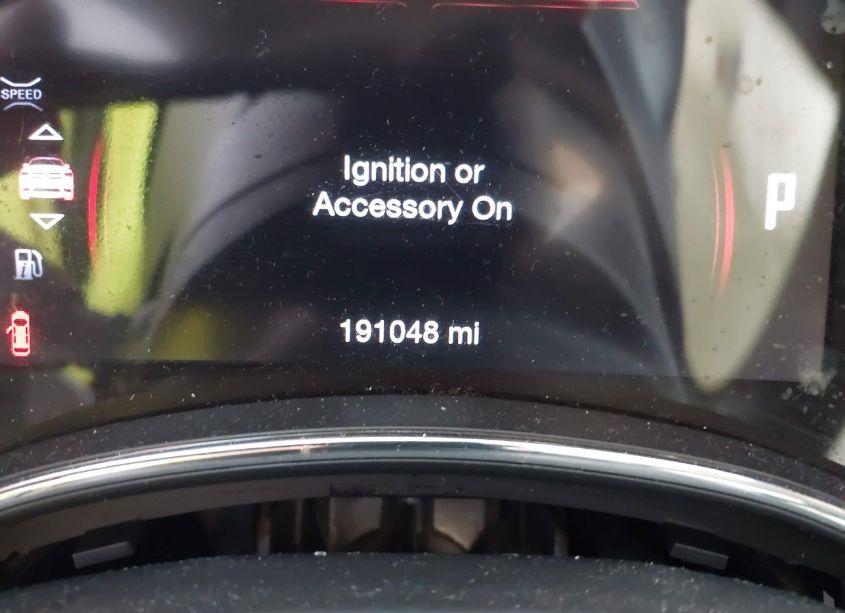 SPEED
Ignition or
Accessory On
P
191048 mi